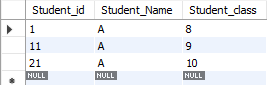 Student_id Student_Name Student_class
1 A 8
11 A 9
21 A 10
NULL NULL NULL